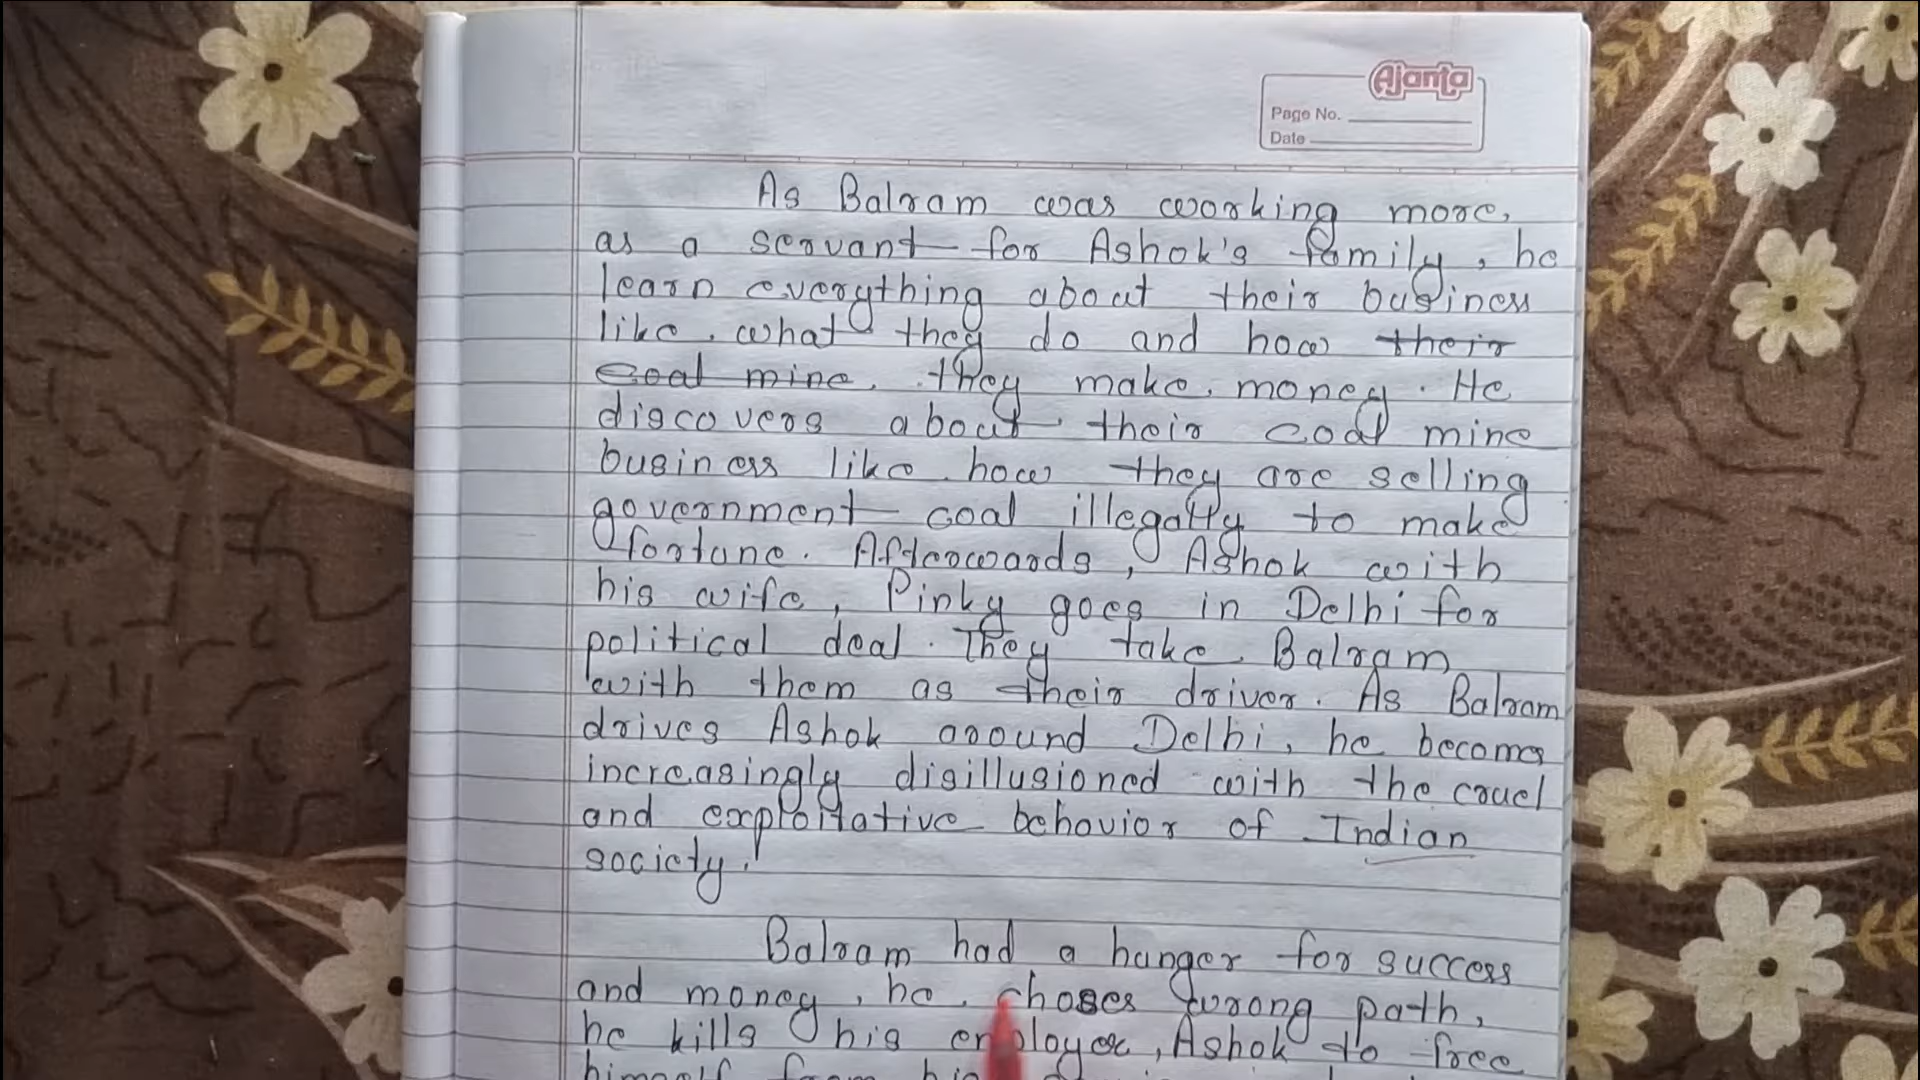 Ajanta
Page No.
Date
As Balram was working more,
as a servant for Ashok's family, he
learn everything about their business
like what they do and how their
coal mine they make money. He
discovers about their coal mine
business like how they are selling
government coal illegally to make
fortune. Afterwards, Ashok with
his wife, Pinky goes in Delhi for
political deal. They take Balram
with them as their driver. As Balram
drives Ashok around Delhi, he becomes
increasingly disillusioned with the cruel
and exploitative behavior of Indian
society.
Balram had a hunger for success
and money, he choses wrong path,
he kills his employer, Ashok to free
himself from his